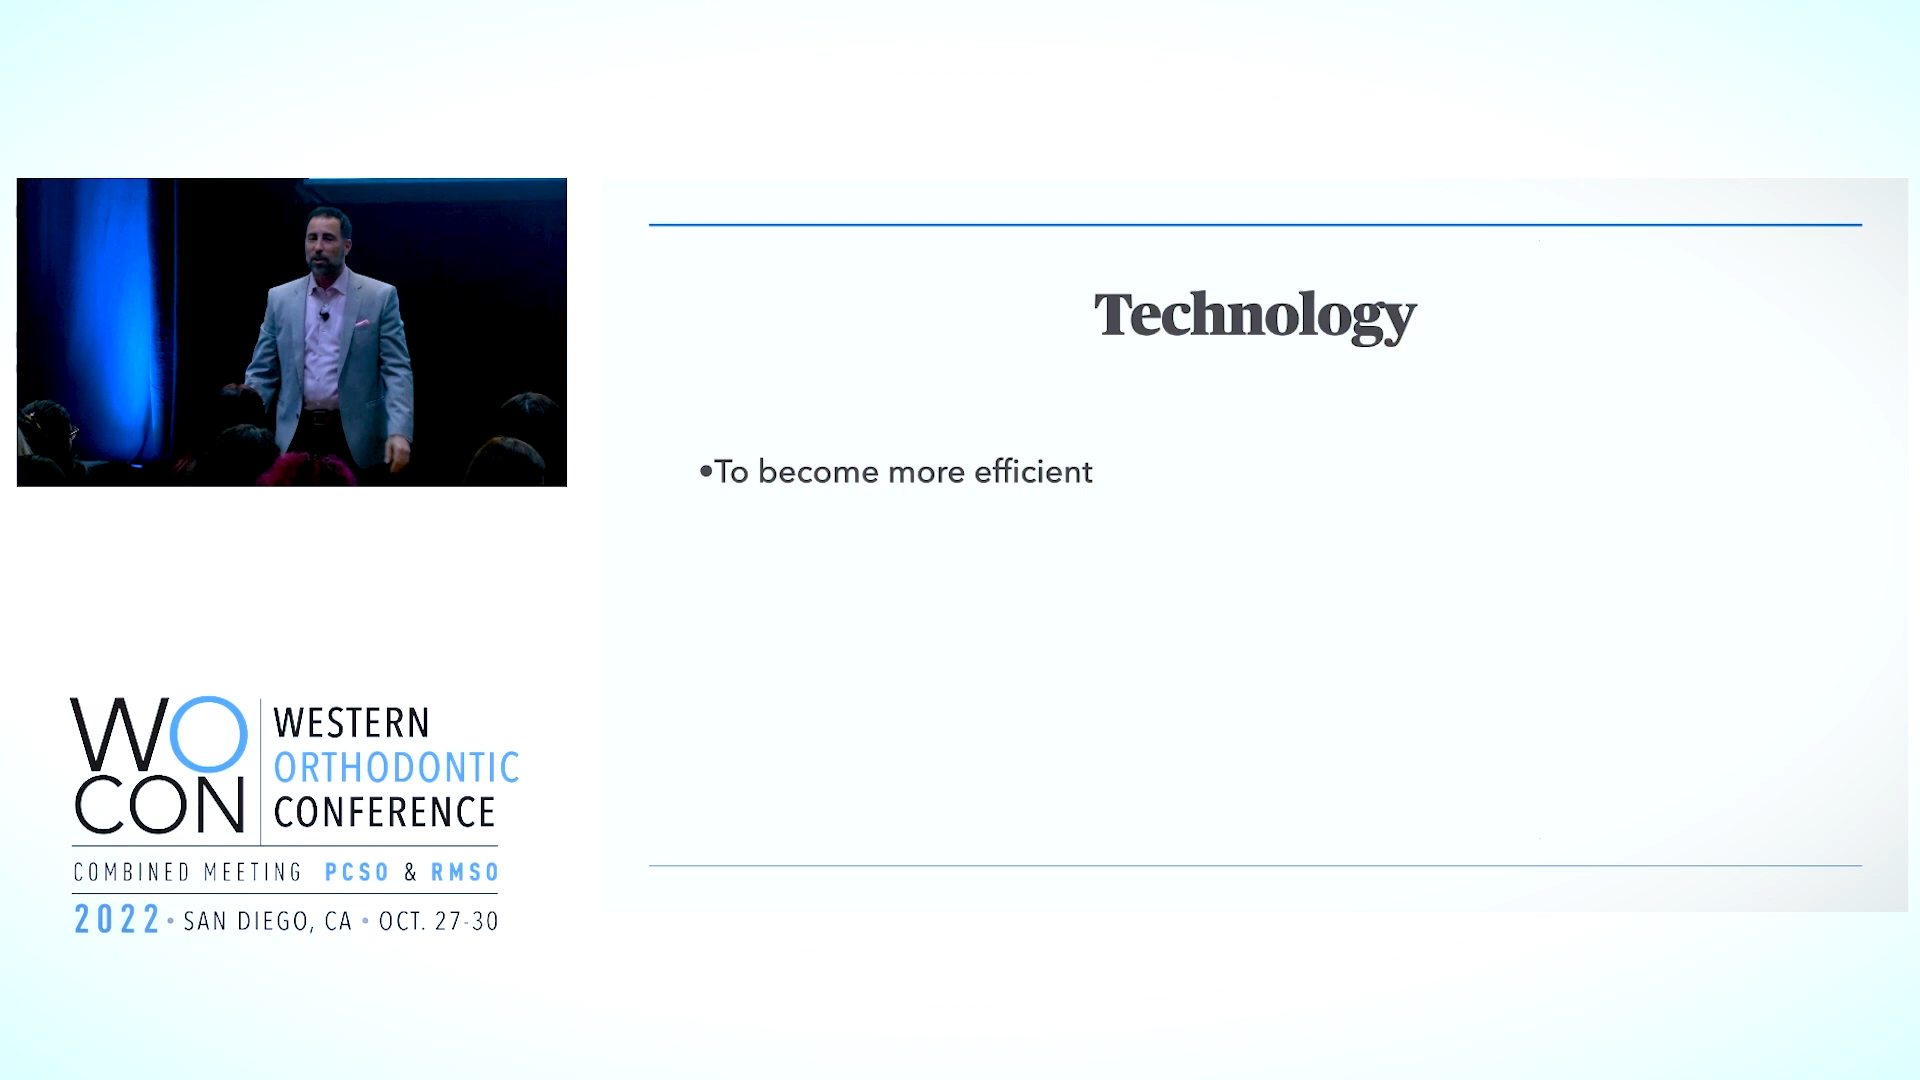 Technology
•To become more efficient
WO
CON
WESTERN
ORTHODONTIC
CONFERENCE
COMBINED MEETING PCSO & RMSO
2022 • SAN DIEGO, CA • OCT. 27-30